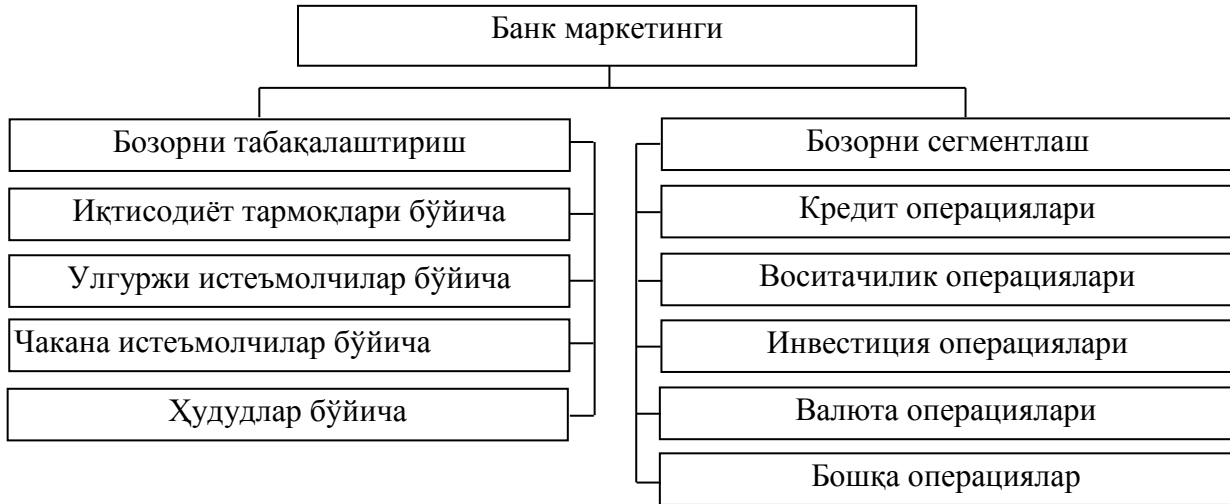 Банк маркетинги
Бозорни табақалаштириш
Иқтисодиёт тармоқлари бўйича
Улгуржи истеъмолчилар бўйича
Чакана истеъмолчилар бўйича
Ҳудудлар бўйича
Бозорни сегментлаш
Кредит операциялари
Воситачилик операциялари
Инвестиция операциялари
Валюта операциялари
Бошқа операциялар